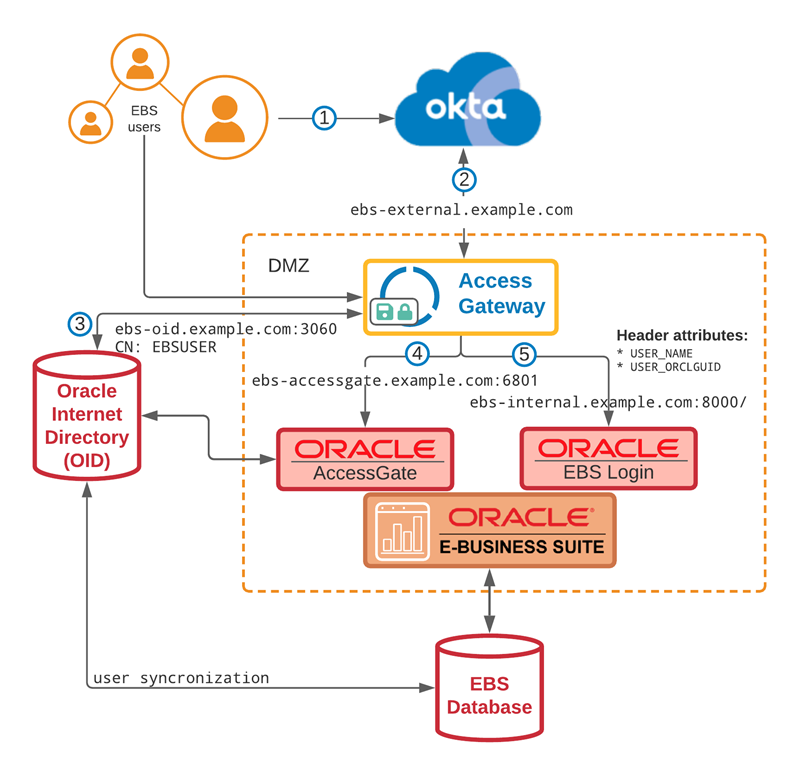 EBS
users
1
okta
2
ebs-external.example.com
DMZ
Access
Gateway
3
ebs-oid.example.com:3060
CN: EBSUSER
4
5
Header attributes:
* USER_NAME
* USER_ORCLGUID
ebs-accessgate.example.com:6801
ebs-internal.example.com:8000/
Oracle
Internet
Directory
(OID)
ORACLE
AccessGate
ORACLE
EBS Login
ORACLE®
E-BUSINESS SUITE
user syncronization
EBS
Database